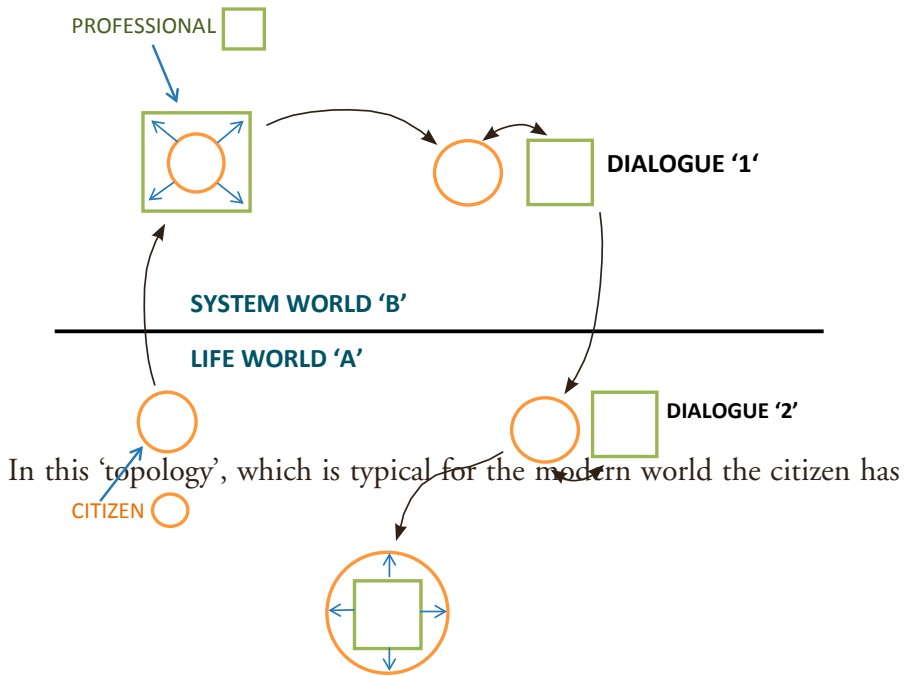 PROFESSIONAL
DIALOGUE ‘1‘
SYSTEM WORLD ‘B’
LIFE WORLD ‘A’
DIALOGUE ‘2’
In this ‘topology’, which is typical for the modern world the citizen has
CITIZEN